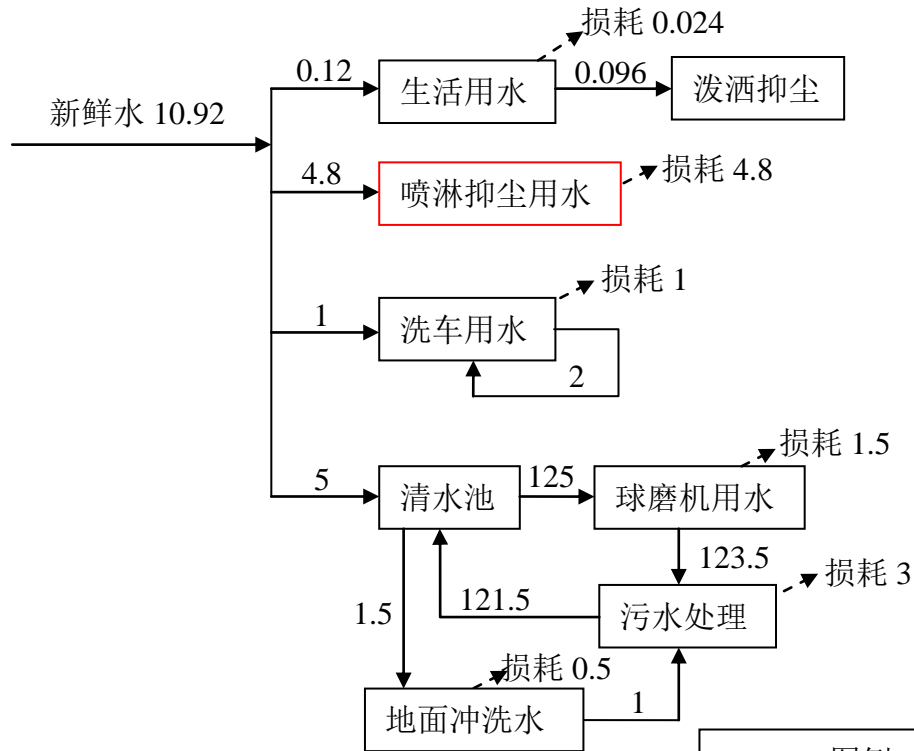 损耗 0.024
0.12
生活用水
0.096
泼洒抑尘
新鲜水 10.92
4.8
喷淋抑尘用水
损耗 4.8
损耗 1
1
洗车用水
2
损耗 1.5
5
清水池
125
球磨机用水
123.5
损耗 3
1.5
121.5
污水处理
损耗 0.5
地面冲洗水
1